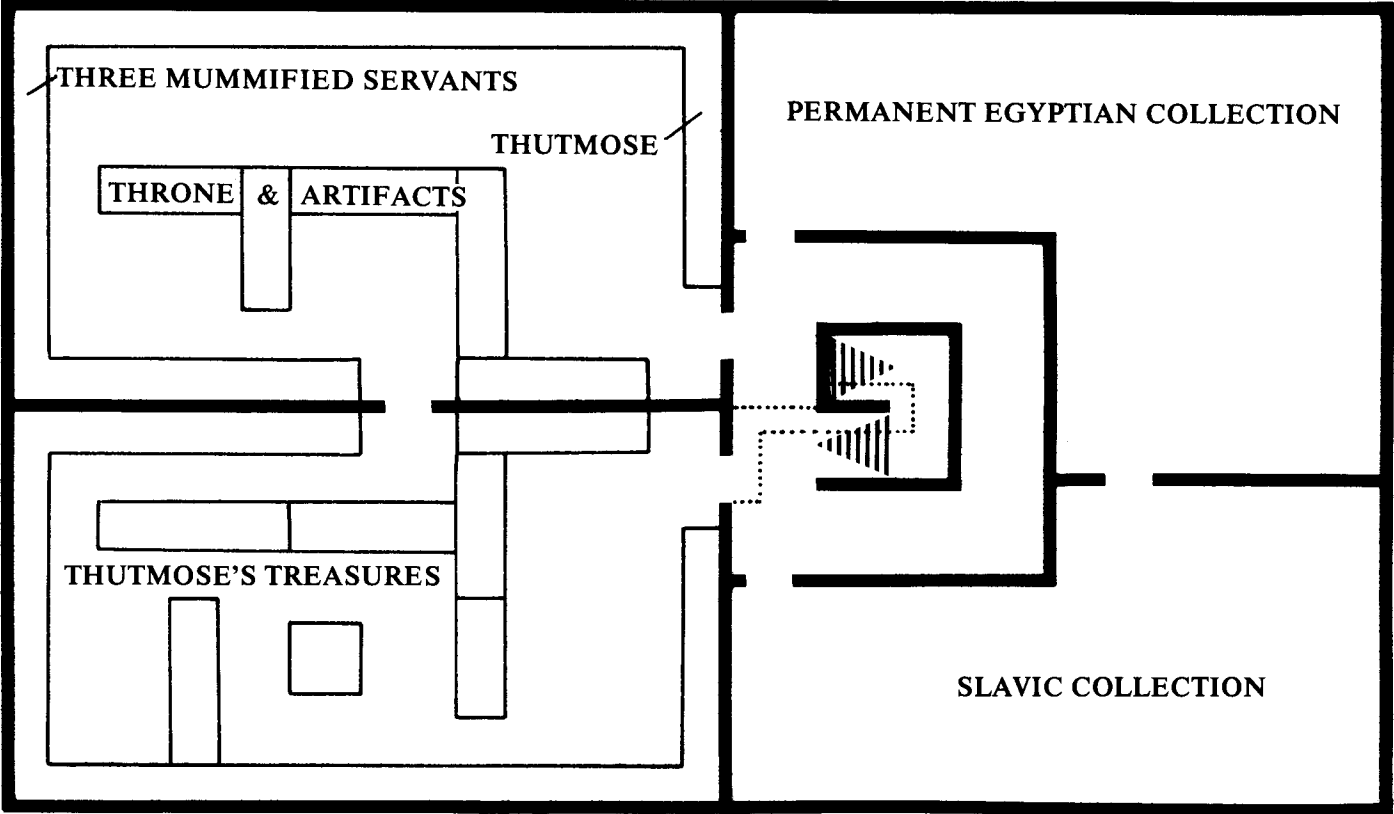 THREE MUMMIFIED SERVANTS
THUTMOSE
PERMANENT EGYPTIAN COLLECTION
THRONE & ARTIFACTS
THUTMOSE'S TREASURES
SLAVIC COLLECTION